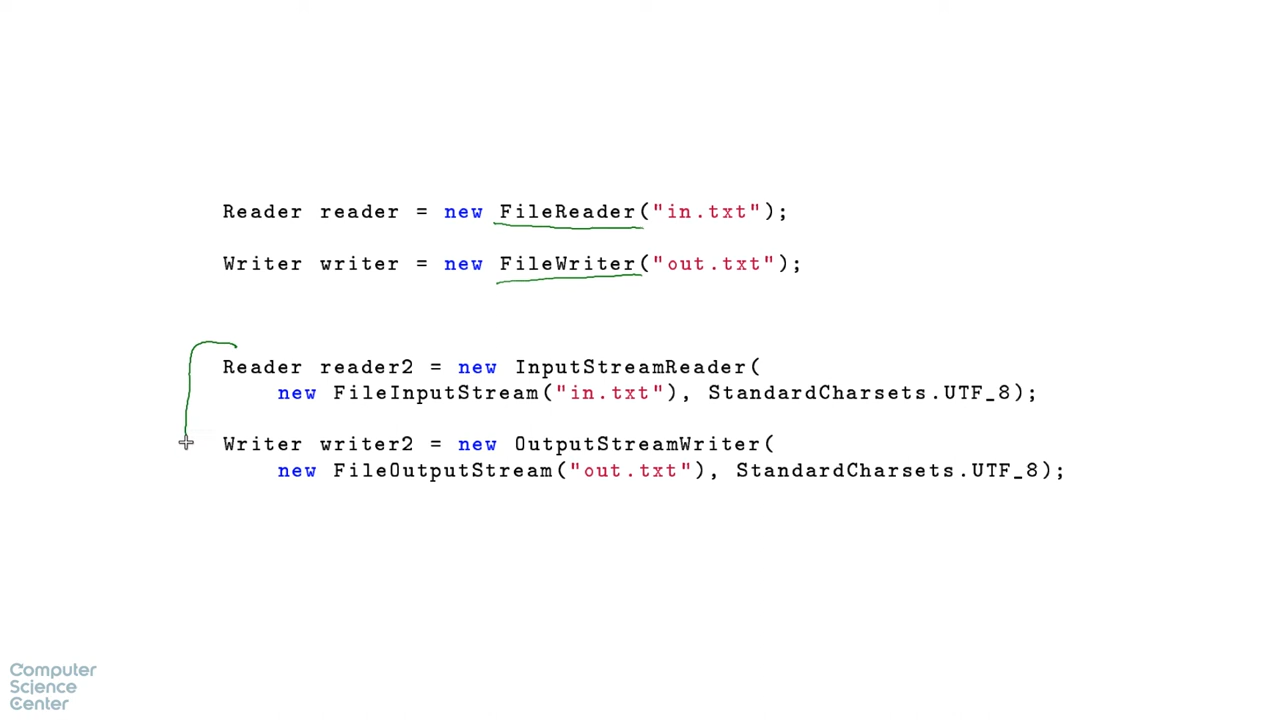 Reader reader = new FileReader("in.txt");
Writer writer = new FileWriter("out.txt");
Reader reader2 = new InputStreamReader(
new FileInputStream("in.txt"), StandardCharsets.UTF_8);
Writer writer2 = new OutputStreamWriter(
new FileOutputStream("out.txt"), StandardCharsets.UTF_8);
Computer
Science
Center